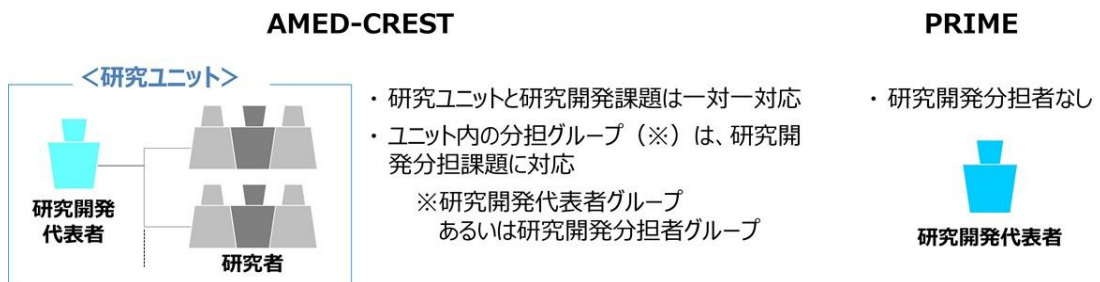 AMED-CREST
PRIME
＜研究ユニット＞
研究開発
代表者
研究者
・ 研究ユニットと研究開発課題は一対一対応
・ ユニット内の分担グループ（※）は、研究開
発分担課題に対応
※研究開発代表者グループ
あるいは研究開発分担者グループ
・ 研究開発分担者なし
研究開発代表者